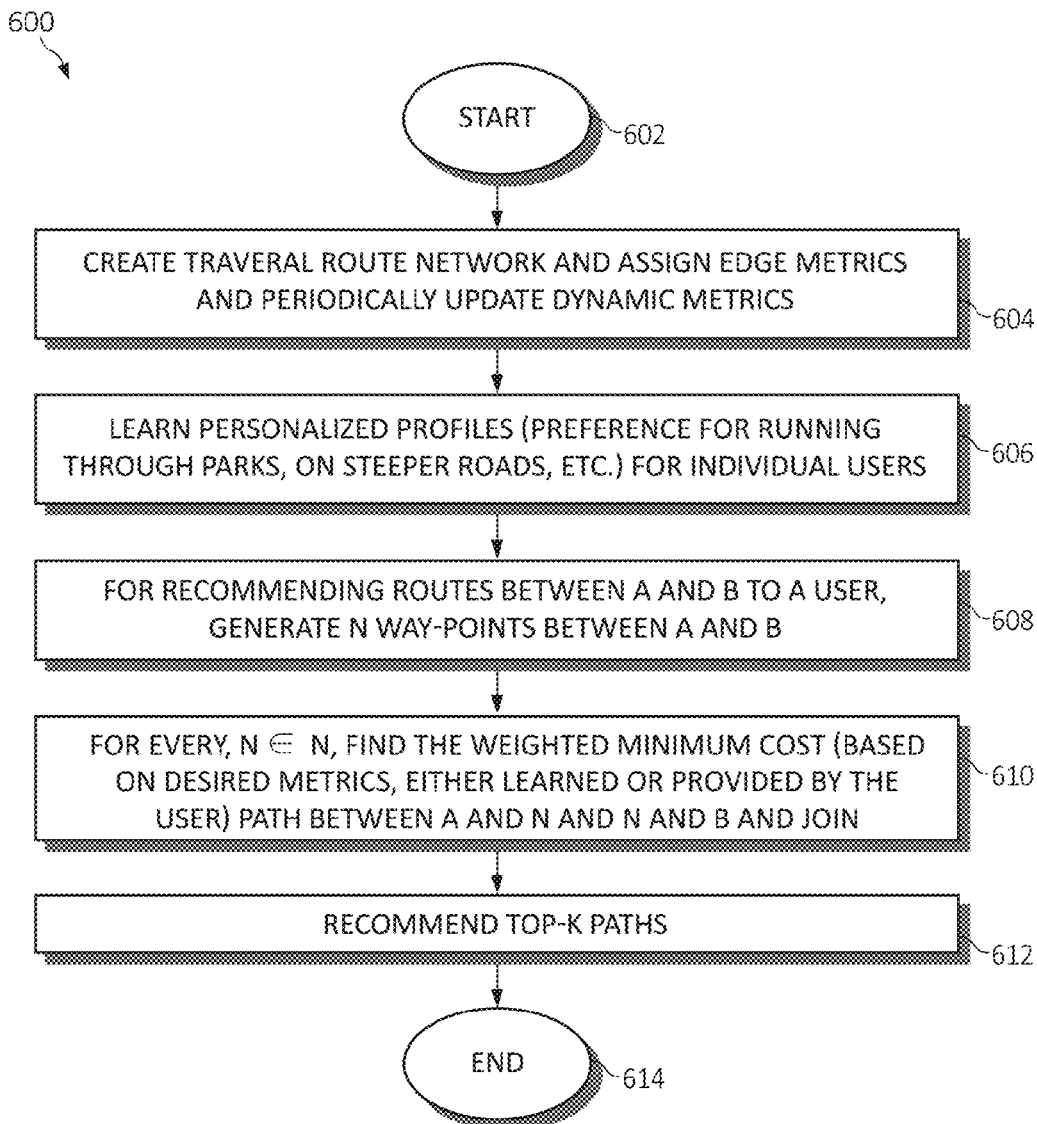 600
START
602
CREATE TRAVERAL ROUTE NETWORK AND ASSIGN EDGE METRICS
AND PERIODICALLY UPDATE DYNAMIC METRICS
604
LEARN PERSONALIZED PROFILES (PREFERENCE FOR RUNNING
THROUGH PARKS, ON STEEPER ROADS, ETC.) FOR INDIVIDUAL USERS
606
FOR RECOMMENDING ROUTES BETWEEN A AND B TO A USER,
GENERATE N WAY-POINTS BETWEEN A AND B
608
FOR EVERY, N ∈ N, FIND THE WEIGHTED MINIMUM COST (BASED
ON DESIRED METRICS, EITHER LEARNED OR PROVIDED BY THE
USER) PATH BETWEEN A AND N AND N AND B AND JOIN
610
RECOMMEND TOP-K PATHS
612
END
614